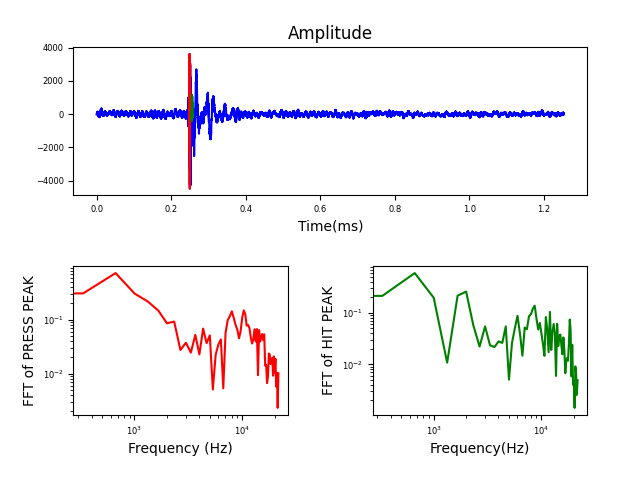 Amplitude
4000
2000
0
−2000
−4000
0.0 0.2 0.4 0.6 0.8 1.0 1.2
Time(ms)
FFT of PRESS PEAK
10⁻¹
10⁻²
10³ 10⁴
Frequency (Hz)
FFT of HIT PEAK
10⁻¹
10⁻²
10³ 10⁴
Frequency(Hz)